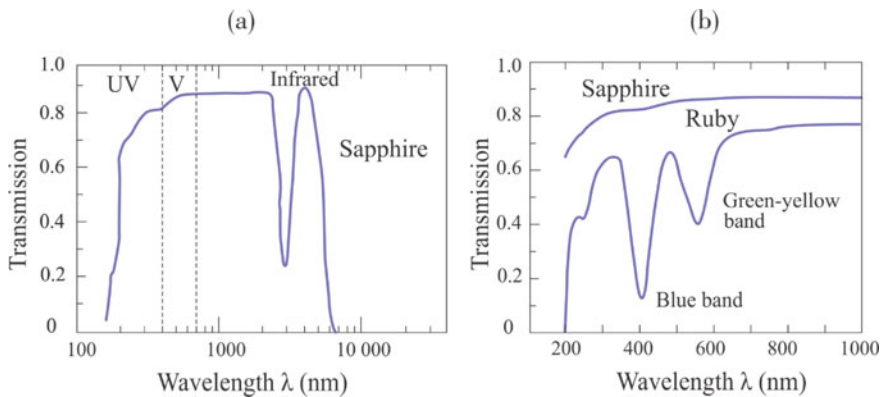 (a)
(b)
1.0
0.8
0.6
0.4
0.2
0
Transmission
UV
V
Infrared
Sapphire
100
1000
10 000
Wavelength λ (nm)
1.0
0.8
0.6
0.4
0.2
0
Transmission
Sapphire
Ruby
Green-yellow
band
Blue band
200
400
600
800
1000
Wavelength λ (nm)